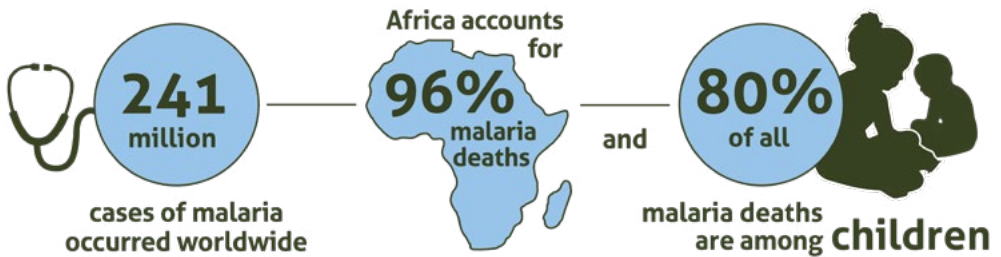 241
million
cases of malaria
occurred worldwide
Africa accounts
for
96%
malaria
deaths
and
80%
of all
malaria deaths
are among children